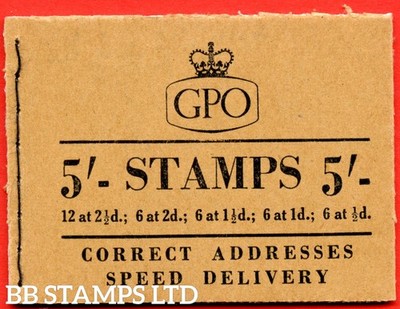 GPO
5/- STAMPS 5/-
12 at 2½d.; 6 at 2d.; 6 at 1½d.; 6 at 1d.; 6 at ½d.
CORRECT ADDRESSES
SPEED DELIVERY
BB STAMPS LTD